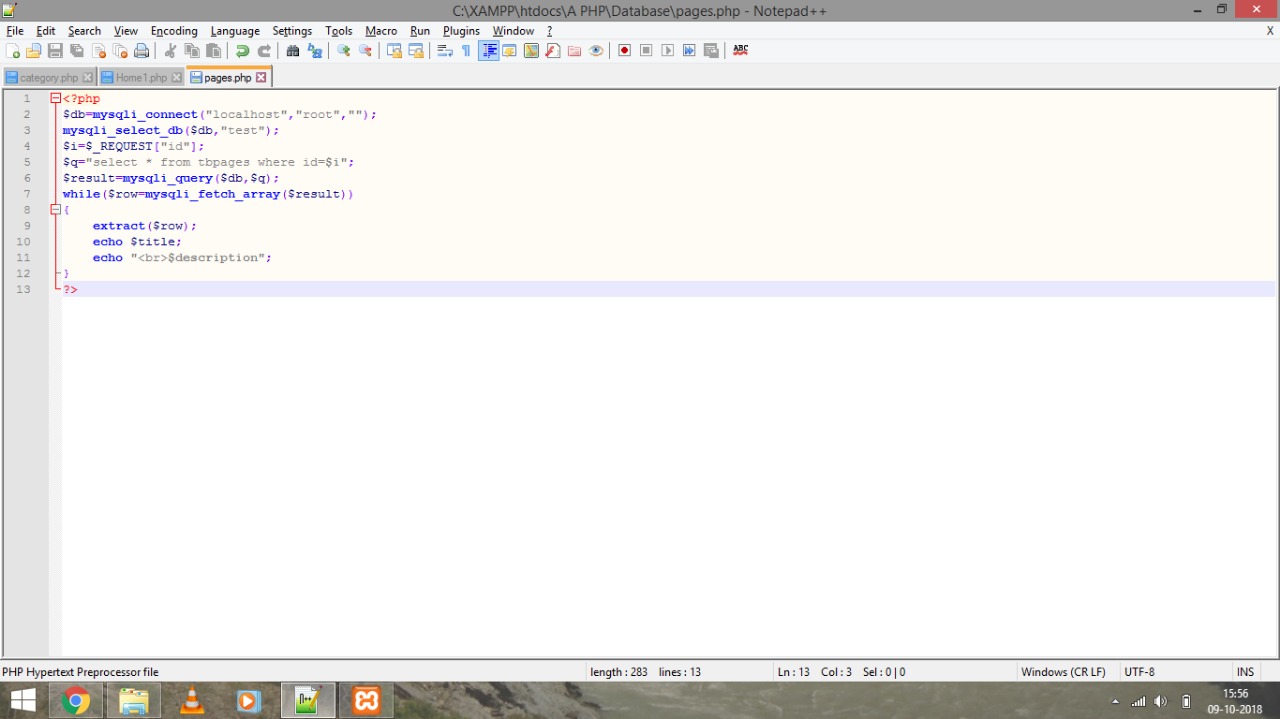 C:\XAMPP\htdocs\A PHP\Database\pages.php - Notepad++
File Edit Search View Encoding Language Settings Tools Macro Run Plugins Window ? X
ABC
category.php Home1.php pages.php
1 <?php
2 $db=mysqli_connect("localhost","root","");
3 mysqli_select_db($db,"test");
4 $i=$_REQUEST["id"];
5 $q="select * from tbpages where id=$i";
6 $result=mysqli_query($db,$q);
7 while($row=mysqli_fetch_array($result))
8 {
9 extract($row);
10 echo $title;
11 echo "<br>$description";
12 }
13 ?>
PHP Hypertext Preprocessor file length : 283 lines : 13 Ln : 13 Col : 3 Sel : 0 | 0 Windows (CR LF) UTF-8 INS
15:56
09-10-2018